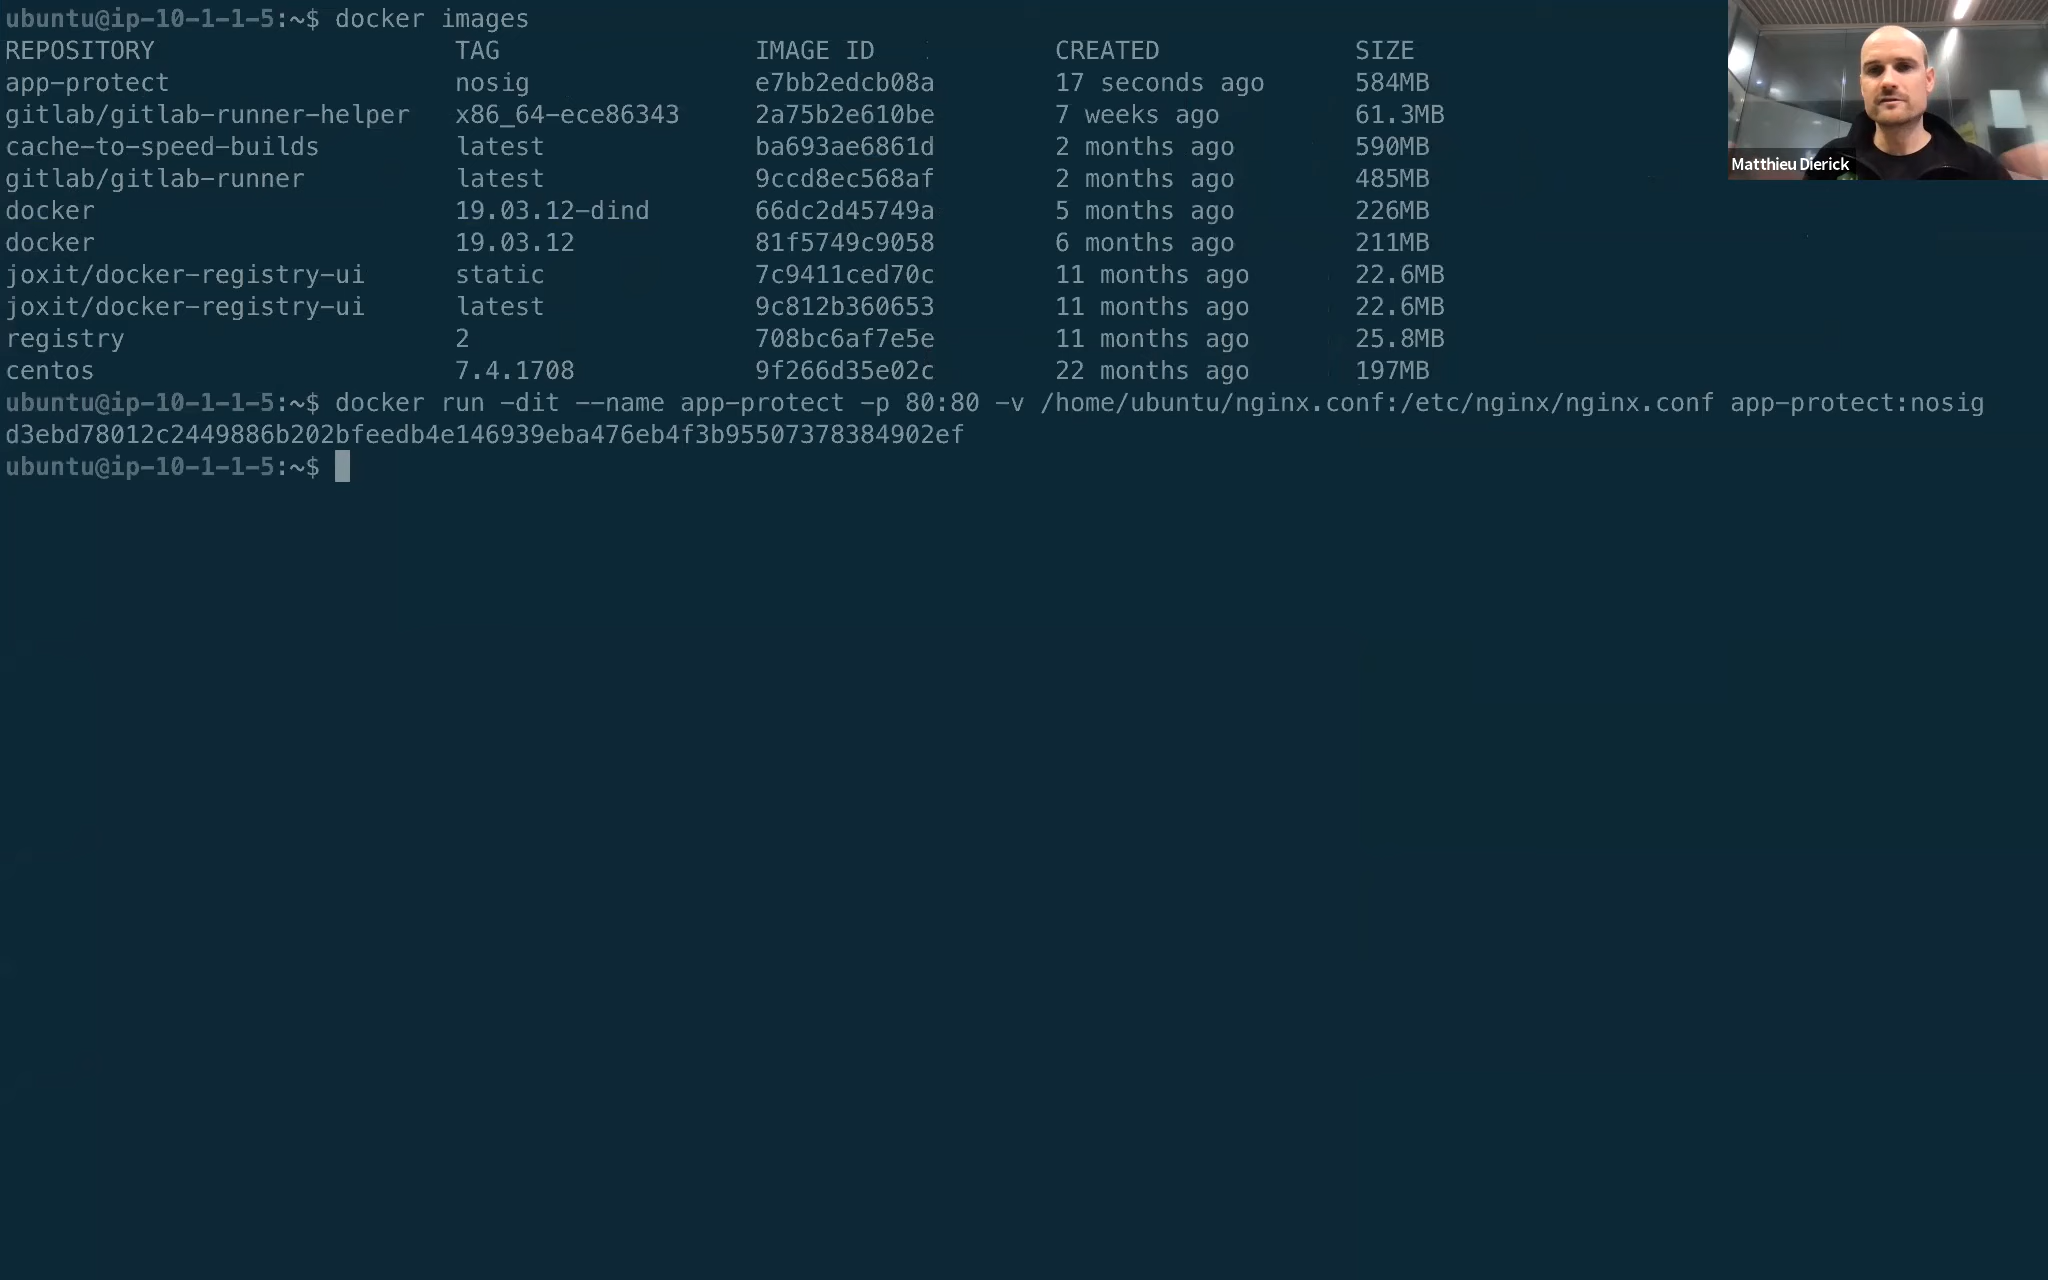 ubuntu@ip-10-1-1-5:~$ docker images
REPOSITORY TAG IMAGE ID CREATED SIZE
app-protect nosig e7bb2edcb08a 17 seconds ago 584MB
gitlab/gitlab-runner-helper x86_64-ece86343 2a75b2e610be 7 weeks ago 61.3MB
cache-to-speed-builds latest ba693ae6861d 2 months ago 590MB
gitlab/gitlab-runner latest 9ccd8ec568af 2 months ago 485MB
docker 19.03.12-dind 66dc2d45749a 5 months ago 226MB
docker 19.03.12 81f5749c9058 6 months ago 211MB
joxit/docker-registry-ui static 7c9411ced70c 11 months ago 22.6MB
joxit/docker-registry-ui latest 9c812b360653 11 months ago 22.6MB
registry 2 708bc6af7e5e 11 months ago 25.8MB
centos 7.4.1708 9f266d35e02c 22 months ago 197MB
ubuntu@ip-10-1-1-5:~$ docker run -dit --name app-protect -p 80:80 -v /home/ubuntu/nginx.conf:/etc/nginx/nginx.conf app-protect:nosig
d3ebd78012c2449886b202bfeedb4e146939eba476eb4f3b95507378384902ef
ubuntu@ip-10-1-1-5:~$
Matthieu Dierick